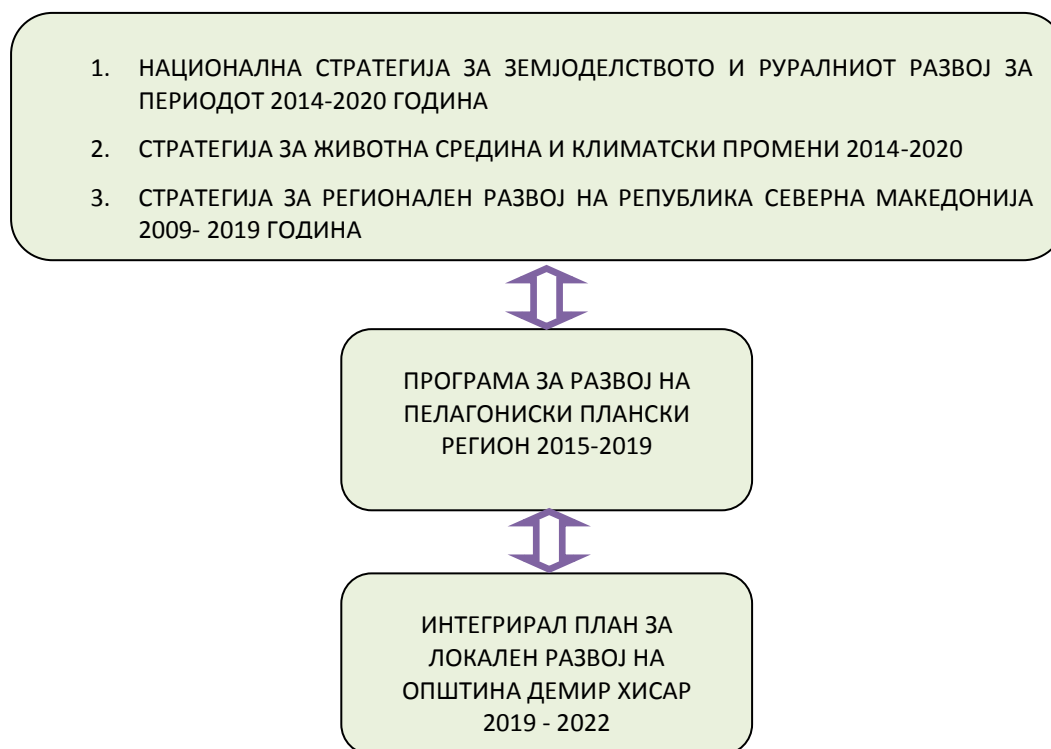 1. НАЦИОНАЛНА СТРАТЕГИЈА ЗА ЗЕМЈОДЕЛСТВОТО И РУРАЛНИОТ РАЗВОЈ ЗА
ПЕРИОДОТ 2014-2020 ГОДИНА
2. СТРАТЕГИЈА ЗА ЖИВОТНА СРЕДИНА И КЛИМАТСКИ ПРОМЕНИ 2014-2020
3. СТРАТЕГИЈА ЗА РЕГИОНАЛЕН РАЗВОЈ НА РЕПУБЛИКА СЕВЕРНА МАКЕДОНИЈА
2009- 2019 ГОДИНА
ПРОГРАМА ЗА РАЗВОЈ НА
ПЕЛАГОНИСКИ ПЛАНСКИ
РЕГИОН 2015-2019
ИНТЕГРИРАЛ ПЛАН ЗА
ЛОКАЛЕН РАЗВОЈ НА
ОПШТИНА ДЕМИР ХИСАР
2019 - 2022